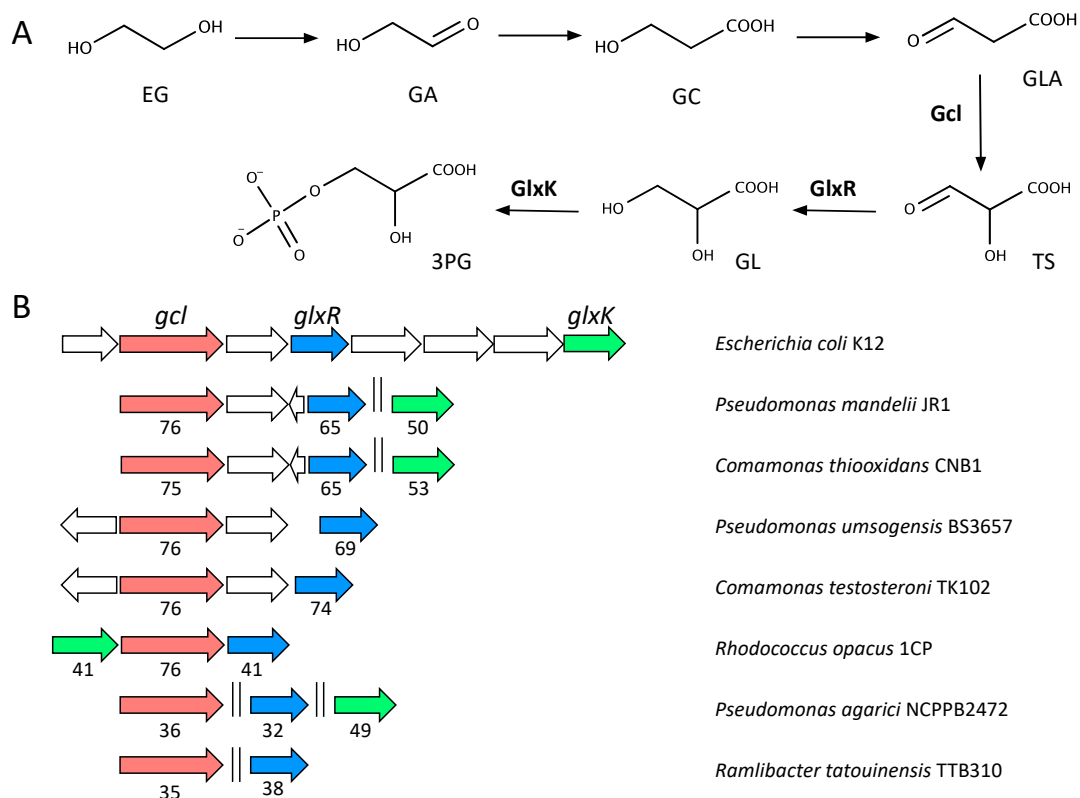 A
HO
OH
EG
HO
O
GA
HO
COOH
GC
O
COOH
GLA
Gcl
O
COOH
OH
TS
GlxR
HO
COOH
OH
GL
GlxK
O⁻
O⁻
P
O
O
COOH
OH
3PG
B
gcl glxR glxK
Escherichia coli K12
76 65 50 Pseudomonas mandelii JR1
75 65 53 Comamonas thiooxidans CNB1
76 69 Pseudomonas umsogensis BS3657
76 74 Comamonas testosteroni TK102
41 76 41 Rhodococcus opacus 1CP
36 32 49 Pseudomonas agarici NCPPB2472
35 38 Ramlibacter tatouinensis TTB310